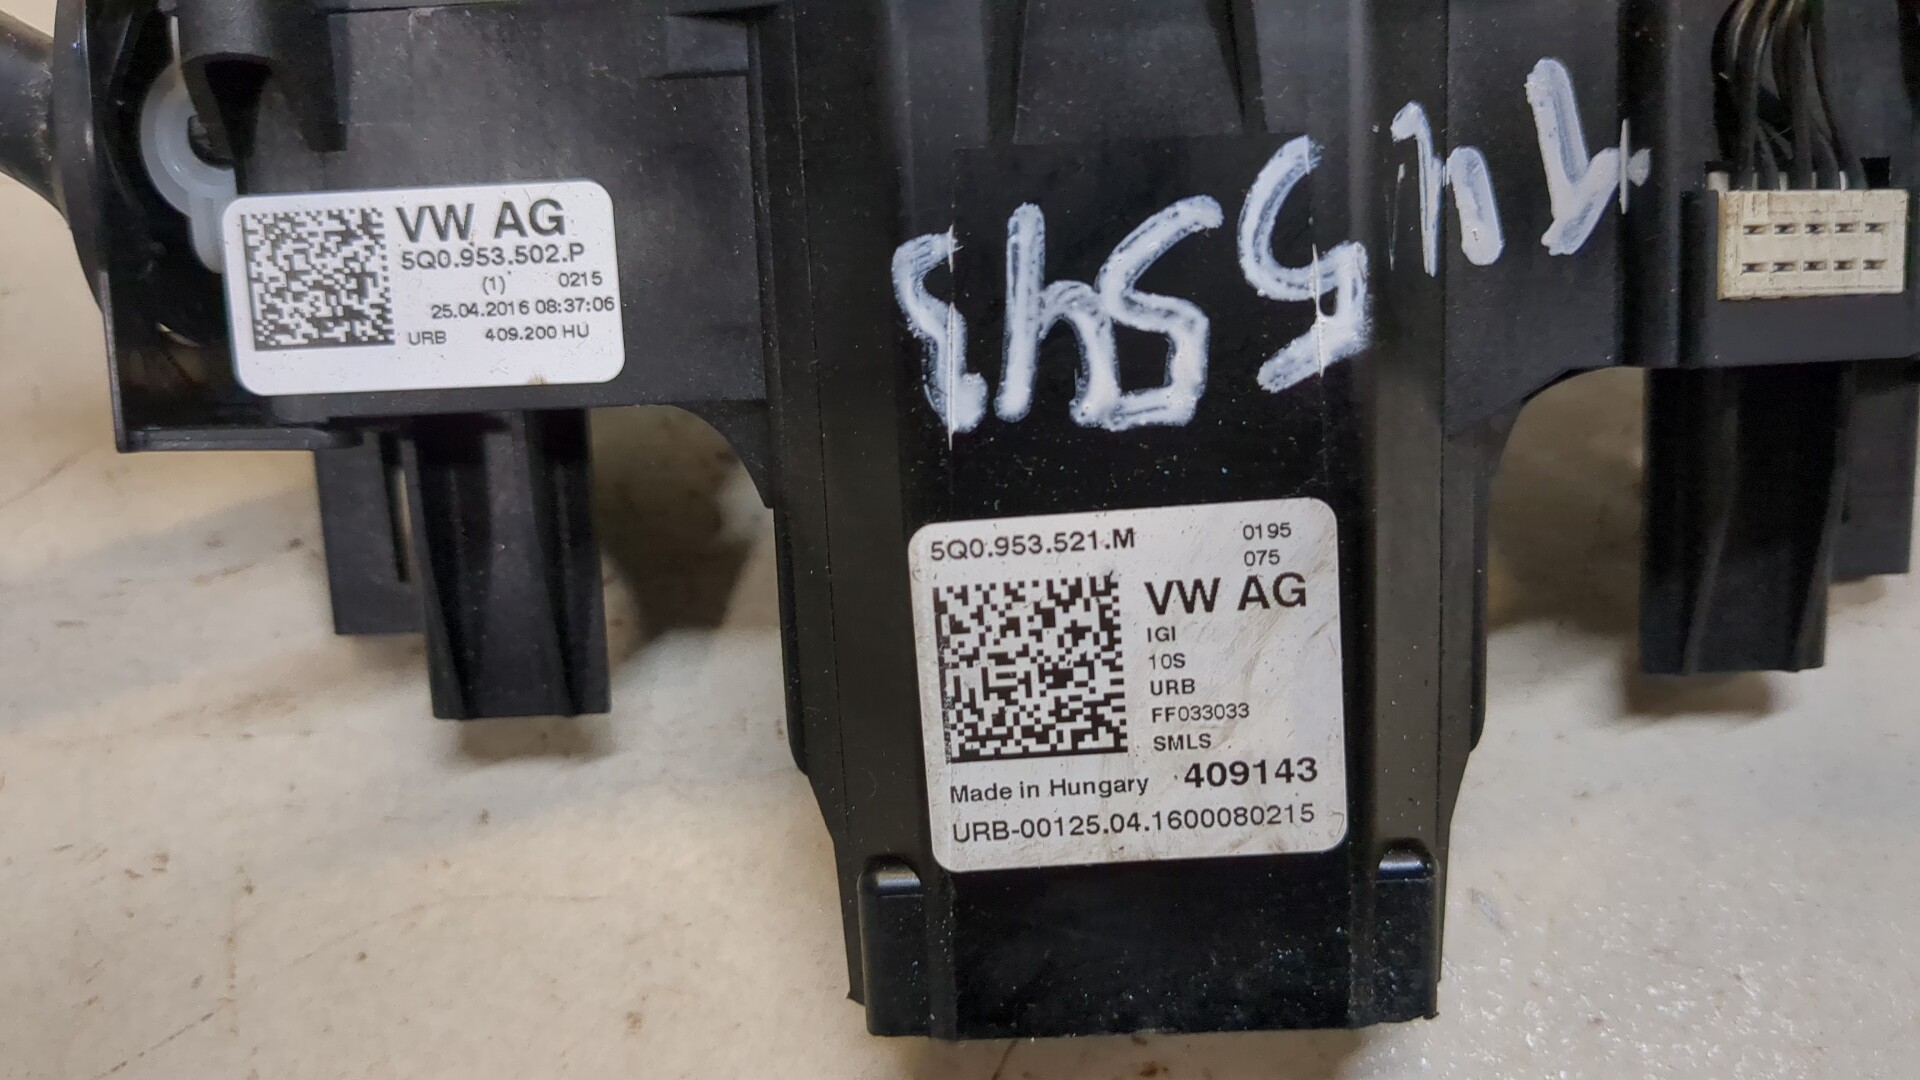 VW AG
5Q0.953.502.P
(1) 0215
25.04.2016 08:37:06
URB 409.200 HU
5Q0.953.521.M 0195
075
VW AG
IGI
10S
URB
FF033033
SMLS
Made in Hungary 409143
URB-00125.04.1600080215